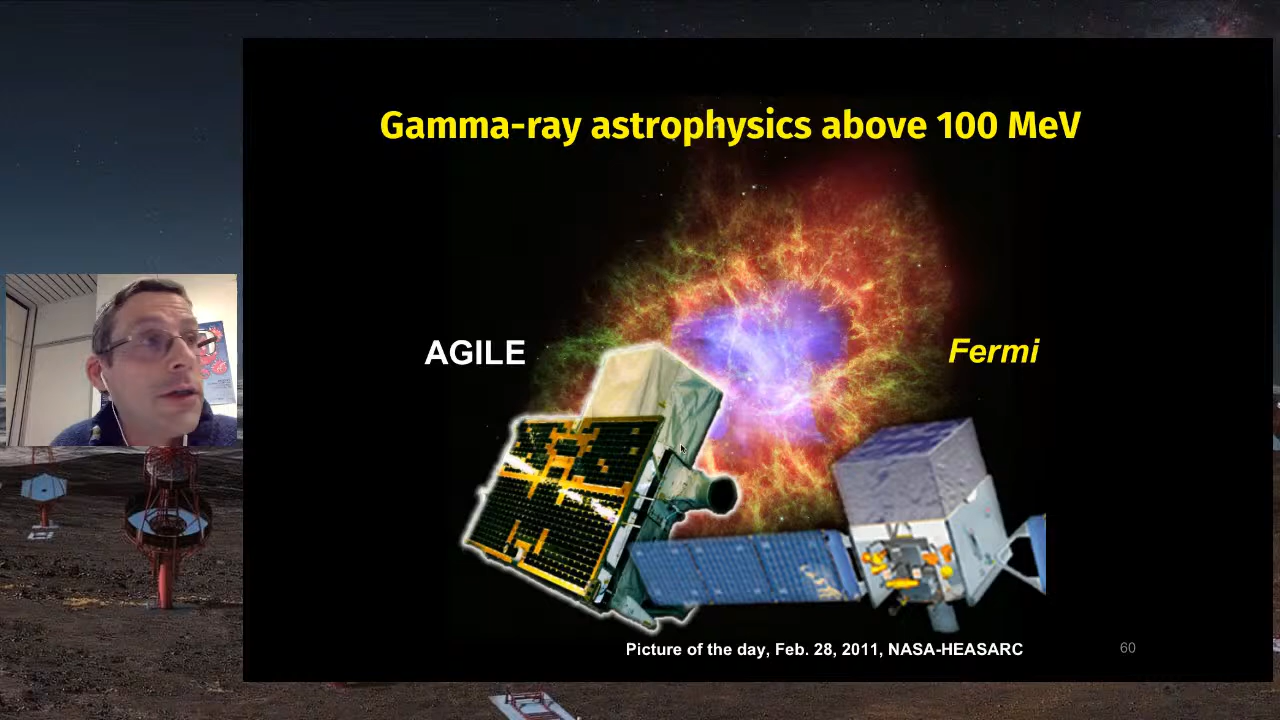 Gamma-ray astrophysics above 100 MeV
AGILE
Fermi
Picture of the day, Feb. 28, 2011, NASA-HEASARC
60